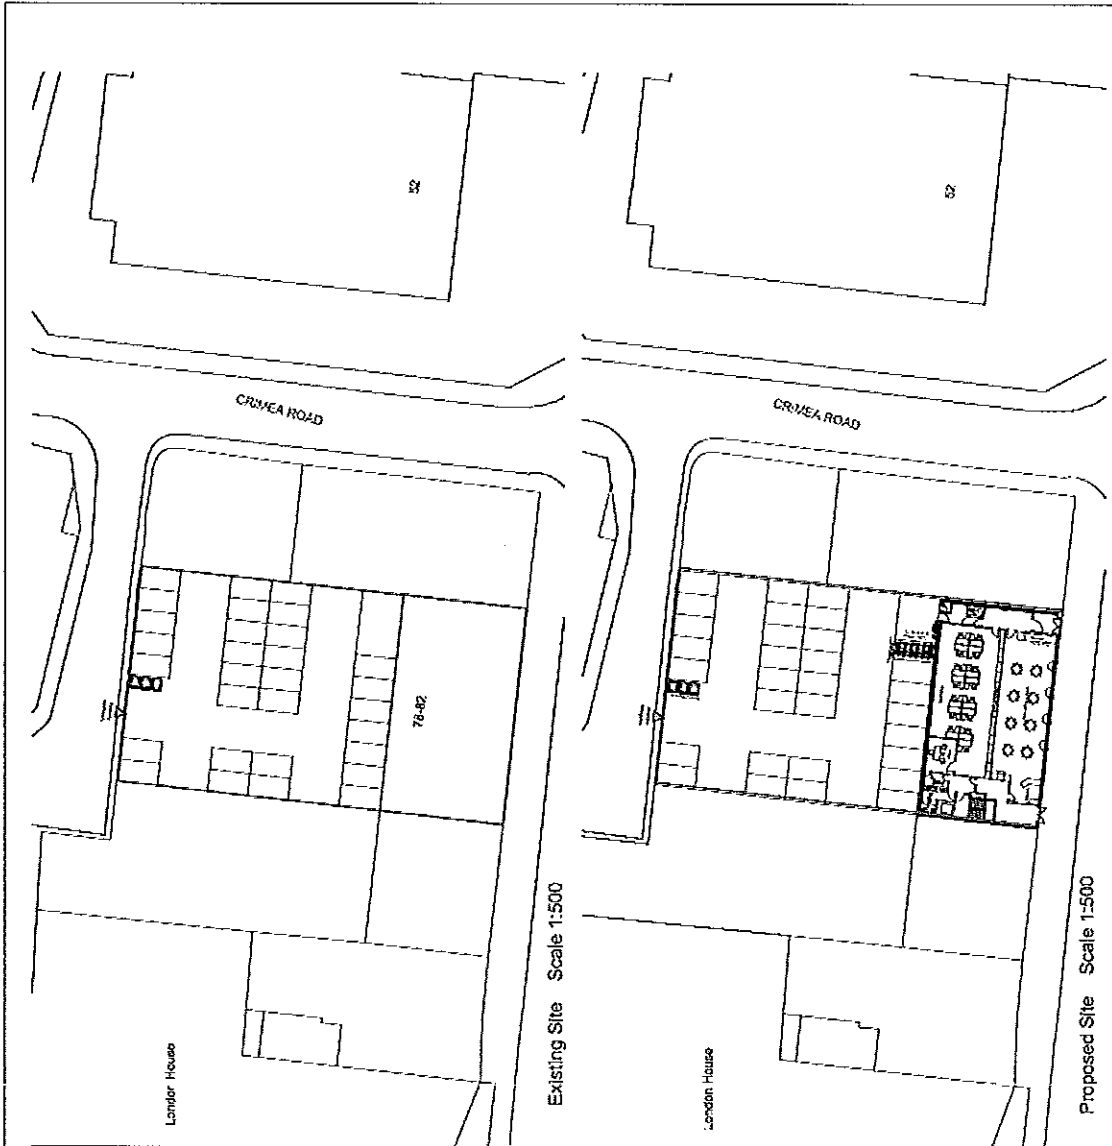 52
CRIMEA ROAD
78-82
London House
Existing Site Scale 1:500
52
CRIMEA ROAD
London House
Proposed Site Scale 1:500